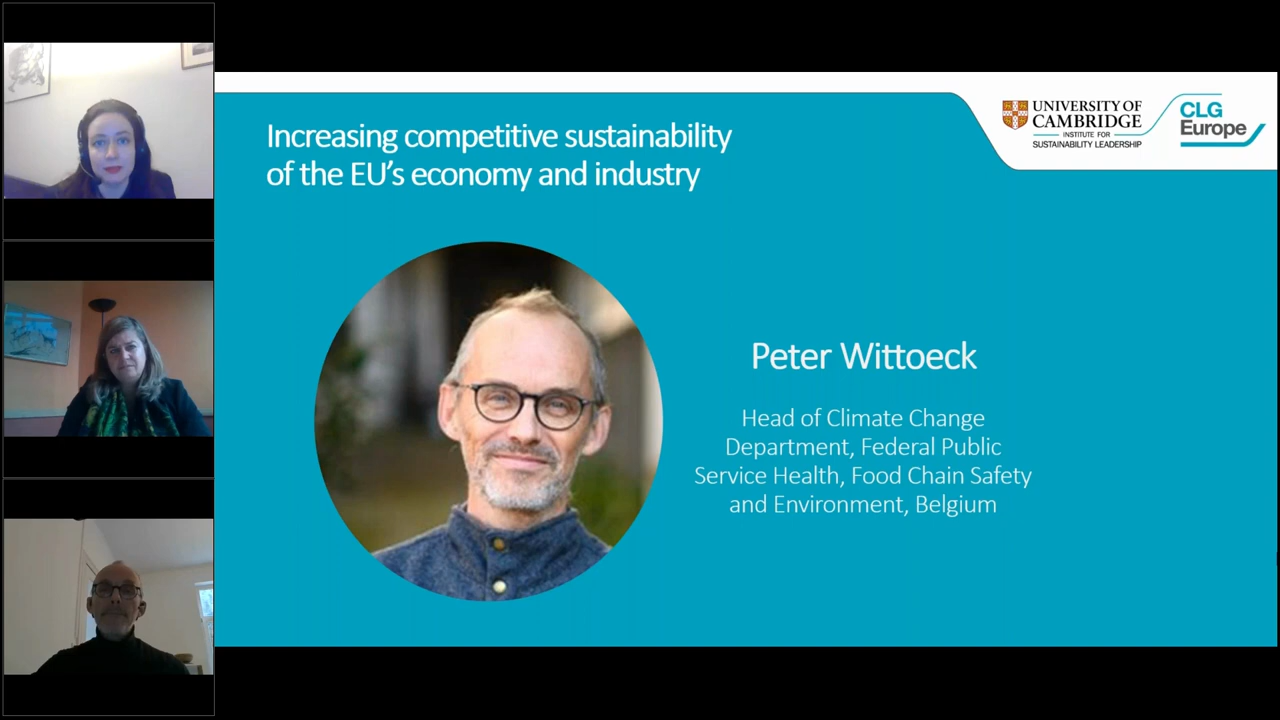 Increasing competitive sustainability
of the EU's economy and industry
UNIVERSITY OF
CAMBRIDGE
INSTITUTE FOR
SUSTAINABILITY LEADERSHIP
CLG
Europe
Peter Wittoeck
Head of Climate Change
Department, Federal Public
Service Health, Food Chain Safety
and Environment, Belgium